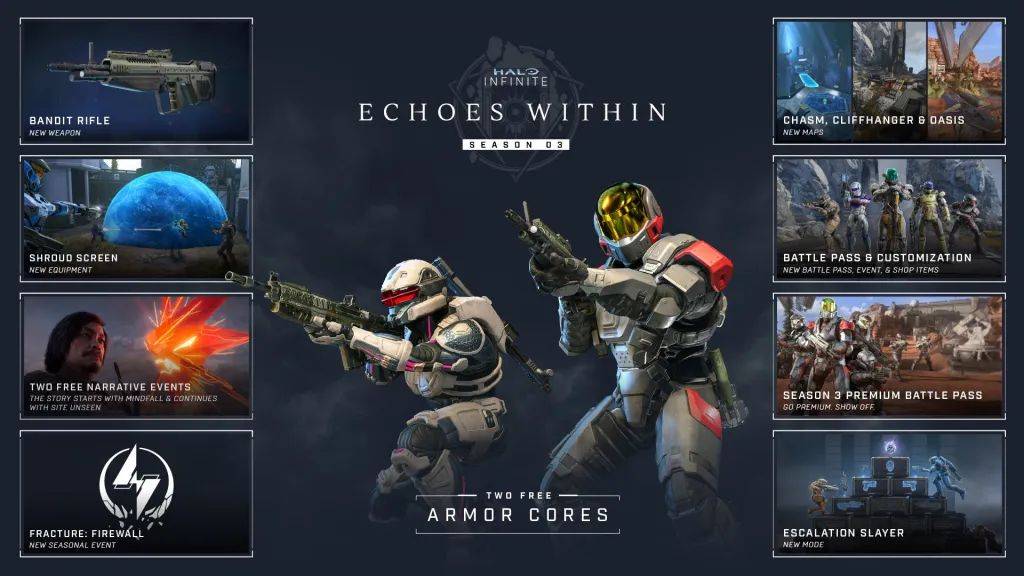 BANDIT RIFLE
NEW WEAPON
SHROUD SCREEN
NEW EQUIPMENT
TWO FREE NARRATIVE EVENTS
THE STORY STARTS WITH MINDFALL & CONTINUES
WITH SITE UNSEEN
FRACTURE: FIREWALL
NEW SEASONAL EVENT
HALO
INFINITE
ECHOES WITHIN
SEASON 03
TWO FREE
ARMOR CORES
CHASM, CLIFFHANGER & OASIS
NEW MAPS
BATTLE PASS & CUSTOMIZATION
NEW BATTLE PASS, EVENT, & SHOP ITEMS
SEASON 3 PREMIUM BATTLE PASS
GO PREMIUM. SHOW OFF.
ESCALATION SLAYER
NEW MODE